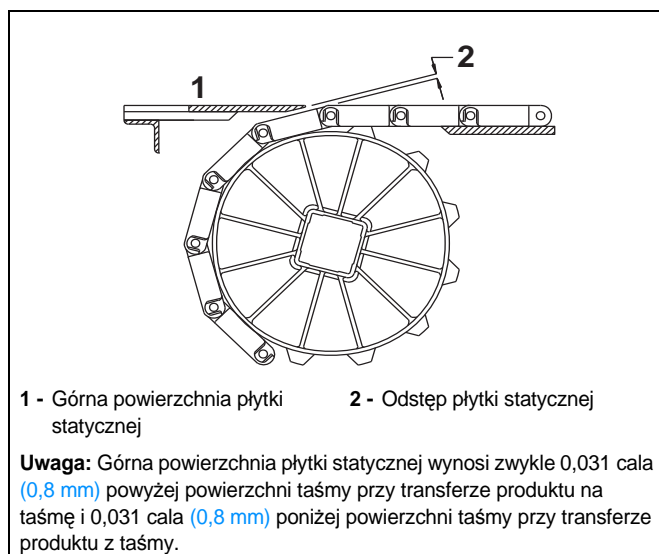 1
2
1 - Górna powierzchnia płytki
statycznej
2 - Odstęp płytki statycznej
Uwaga: Górna powierzchnia płytki statycznej wynosi zwykle 0,031 cala
(0,8 mm) powyżej powierzchni taśmy przy transferze produktu na
taśmę i 0,031 cala (0,8 mm) poniżej powierzchni taśmy przy transferze
produktu z taśmy.